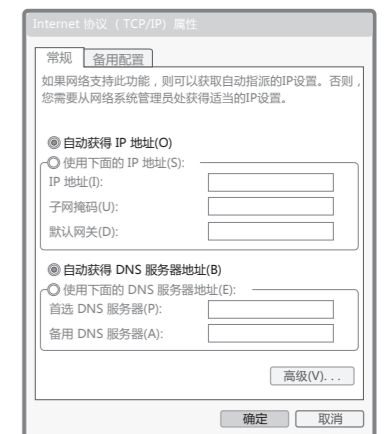 Internet 协议 （TCP/IP) 属性
常规 备用配置
如果网络支持此功能，则可以获取自动指派的IP设置。否则，
您需要从网络系统管理员处获得适当的IP设置。
自动获得 IP 地址(O)
使用下面的 IP 地址(S):
IP 地址(I):
子网掩码(U):
默认网关(D):
自动获得 DNS 服务器地址(B)
使用下面的 DNS 服务器地址(E):
首选 DNS 服务器(P):
备用 DNS 服务器(A):
高级(V). . .
确定 取消